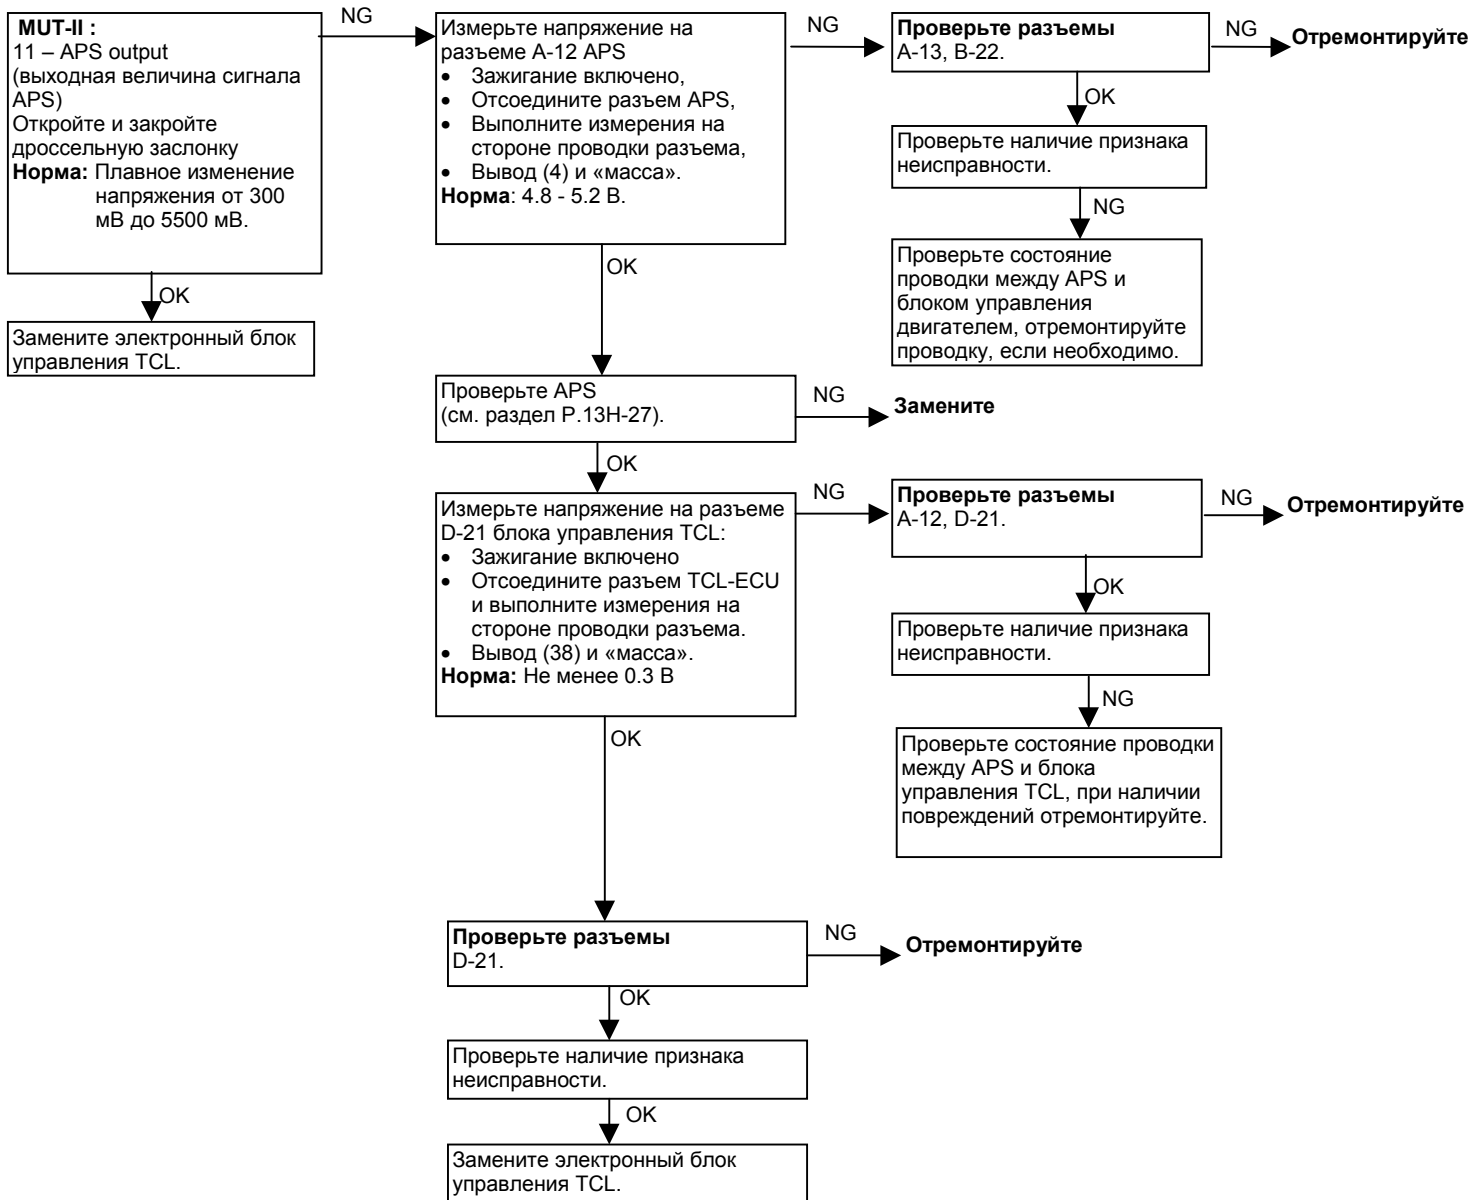 MUT-II :
11 – APS output
(выходная величина сигнала
APS)
Откройте и закройте
дроссельную заслонку
Норма: Плавное изменение
напряжения от 300
мВ до 5500 мВ.
NG
OK
Замените электронный блок
управления TCL.
Измерьте напряжение на
разъеме A-12 APS
• Зажигание включено,
• Отсоедините разъем APS,
• Выполните измерения на
стороне проводки разъема,
• Вывод (4) и «масса».
Норма: 4.8 - 5.2 В.
NG
Проверьте разъемы
A-13, B-22.
NG
Отремонтируйте
OK
Проверьте наличие признака
неисправности.
NG
Проверьте состояние
проводки между APS и
блоком управления
двигателем, отремонтируйте
проводку, если необходимо.
OK
Проверьте APS
(см. раздел P.13H-27).
NG
Замените
OK
Измерьте напряжение на разъеме
D-21 блока управления TCL:
• Зажигание включено
• Отсоедините разъем TCL-ECU
и выполните измерения на
стороне проводки разъема.
• Вывод (38) и «масса».
Норма: Не менее 0.3 В
NG
Проверьте разъемы
A-12, D-21.
NG
Отремонтируйте
OK
Проверьте наличие признака
неисправности.
NG
Проверьте состояние проводки
между APS и блока
управления TCL, при наличии
повреждений отремонтируйте.
OK
Проверьте разъемы
D-21.
NG
Отремонтируйте
OK
Проверьте наличие признака
неисправности.
OK
Замените электронный блок
управления TCL.